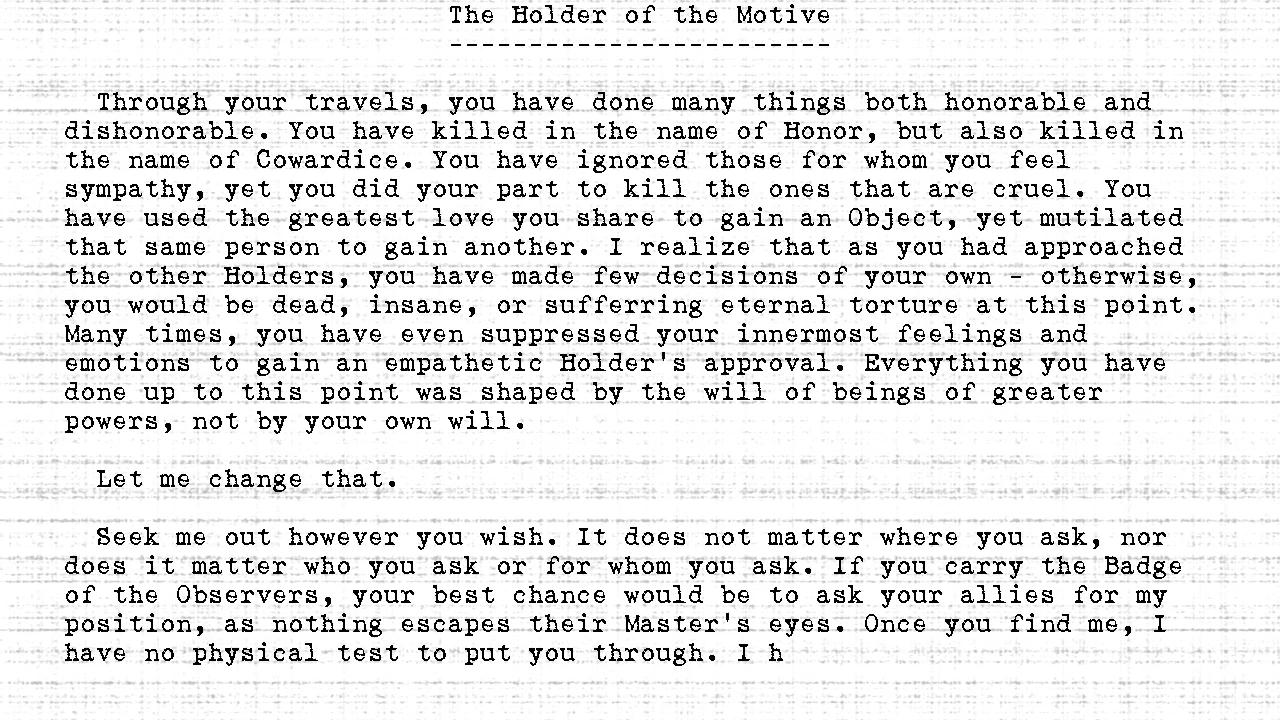 The Holder of the Motive
------------------------
Through your travels, you have done many things both honorable and
dishonorable. You have killed in the name of Honor, but also killed in
the name of Cowardice. You have ignored those for whom you feel
sympathy, yet you did your part to kill the ones that are cruel. You
have used the greatest love you share to gain an Object, yet mutilated
that same person to gain another. I realize that as you had approached
the other Holders, you have made few decisions of your own - otherwise,
you would be dead, insane, or sufferring eternal torture at this point.
Many times, you have even suppressed your innermost feelings and
emotions to gain an empathetic Holder's approval. Everything you have
done up to this point was shaped by the will of beings of greater
powers, not by your own will.
Let me change that.
Seek me out however you wish. It does not matter where you ask, nor
does it matter who you ask or for whom you ask. If you carry the Badge
of the Observers, your best chance would be to ask your allies for my
position, as nothing escapes their Master's eyes. Once you find me, I
have no physical test to put you through. I h